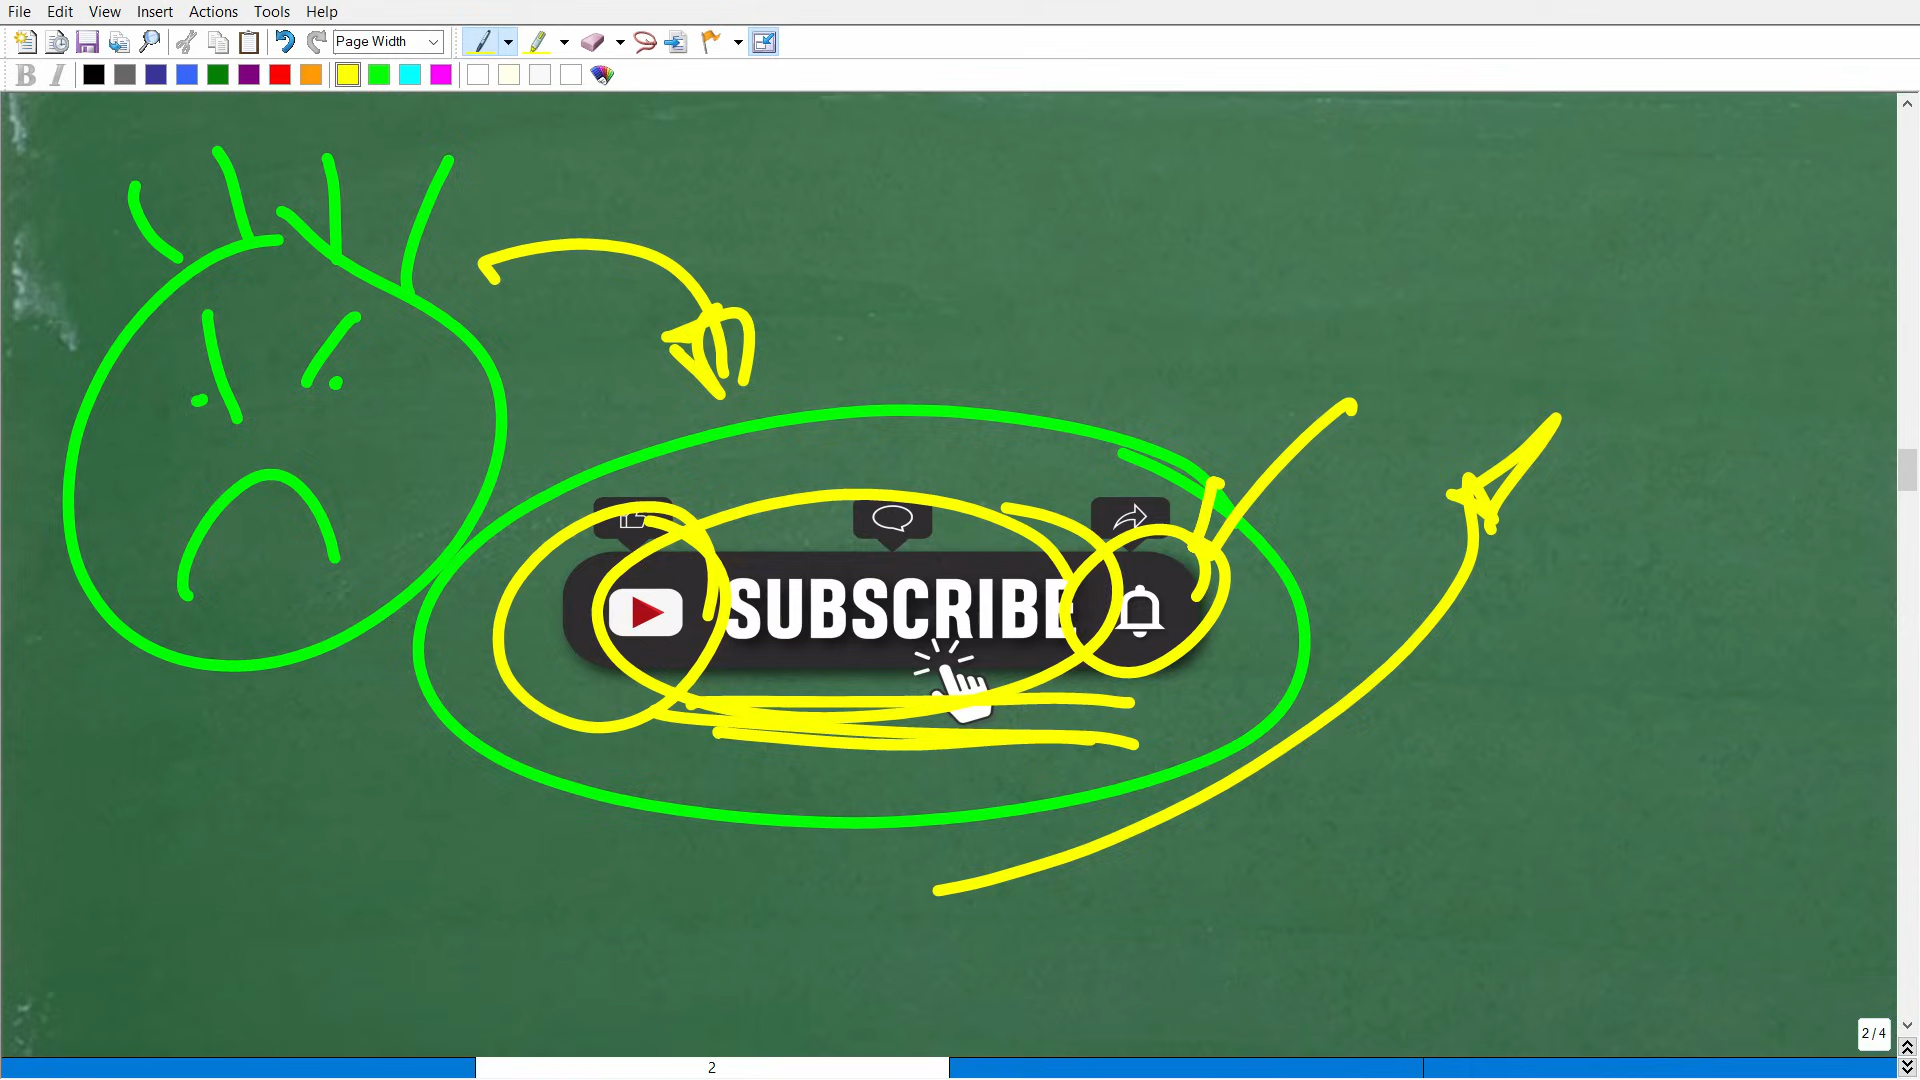 File Edit View Insert Actions Tools Help
Page Width
B I
SUBSCRIBE
2 / 4
2